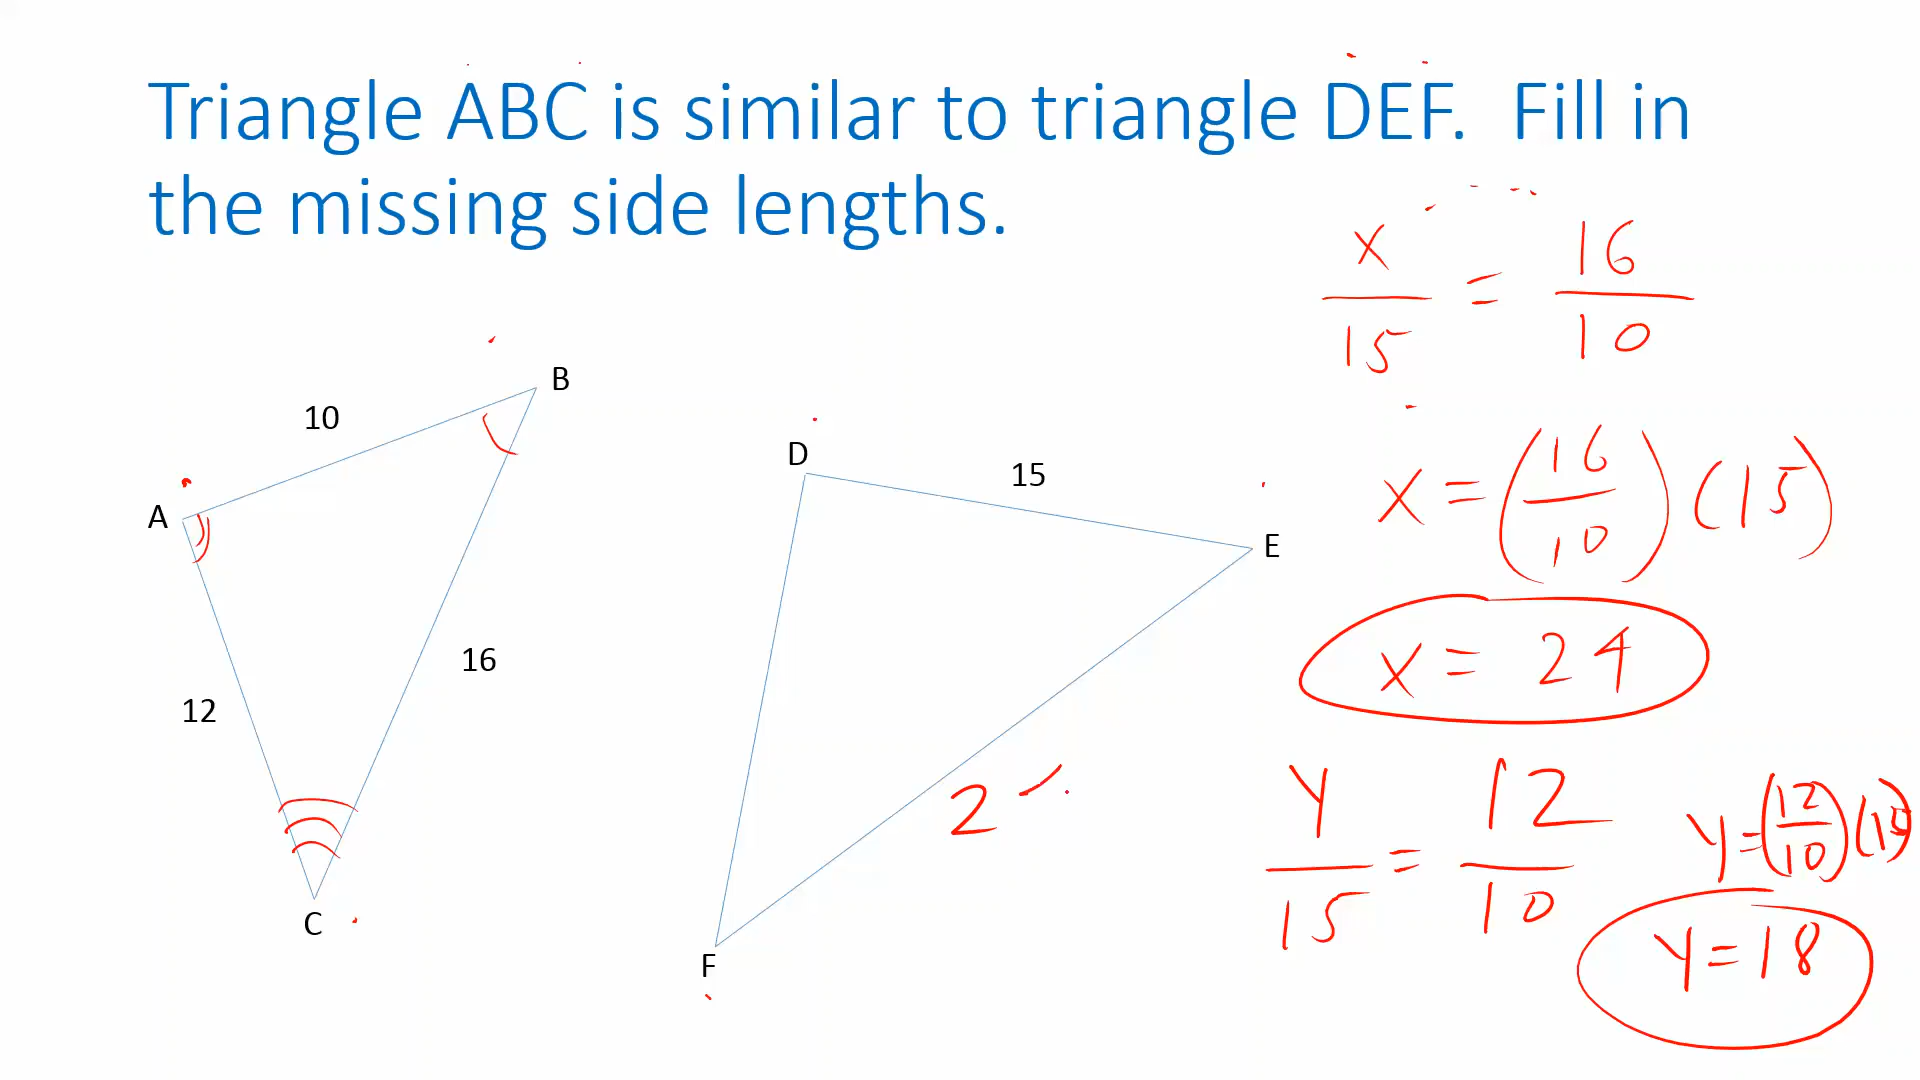 Triangle ABC is similar to triangle DEF. Fill in
the missing side lengths.
x/15 = 16/10
x = (16/10)(15)
x = 24
y/15 = 12/10
y = (12/10)(15)
y = 18
B
10
A
16
12
C
D
15
E
2
F